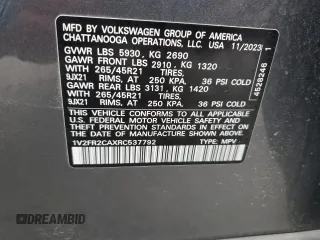 MFD BY VOLKSWAGEN GROUP OF AMERICA
CHATTANOOGA OPERATIONS, LLC. USA 11/2023
GVWR LBS 5930, KG 2690
GAWR FRONT LBS 2910, KG 1320
WITH 265/45R21 TIRES,
9JX21 RIMS, AT 250 KPA, 36 PSI COLD
GAWR REAR LBS 3131, KG 1420
WITH 265/45R21 TIRES,
9JX21 RIMS, AT 250 KPA, 36 PSI COLD
THIS VEHICLE CONFORMS TO ALL APPLICABLE
FEDERAL MOTOR VEHICLE SAFETY, BUMPER, AND
THEFT PREVENTION STANDARDS IN EFFECT
ON THE DATE OF MANUFACTURE SHOWN ABOVE
1V2FR2CAXRC537792 TYPE: MPV
4528246 1
DREAMBID